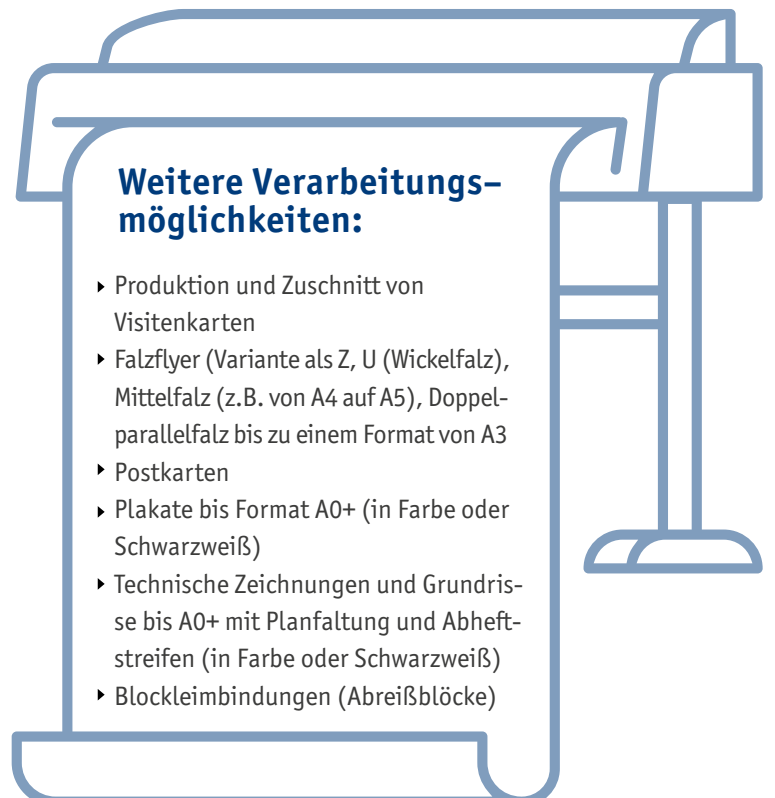 Weitere Verarbeitungs-
möglichkeiten:
Produktion und Zuschnitt von
Visitenkarten
Falzflyer (Variante als Z, U (Wickelfalz),
Mittelfalz (z.B. von A4 auf A5), Doppel-
parallelfalz bis zu einem Format von A3
Postkarten
Plakate bis Format A0+ (in Farbe oder
Schwarzweiß)
Technische Zeichnungen und Grundris-
se bis A0+ mit Planfaltung und Abheft-
streifen (in Farbe oder Schwarzweiß)
Blockleimbindungen (Abreißblöcke)